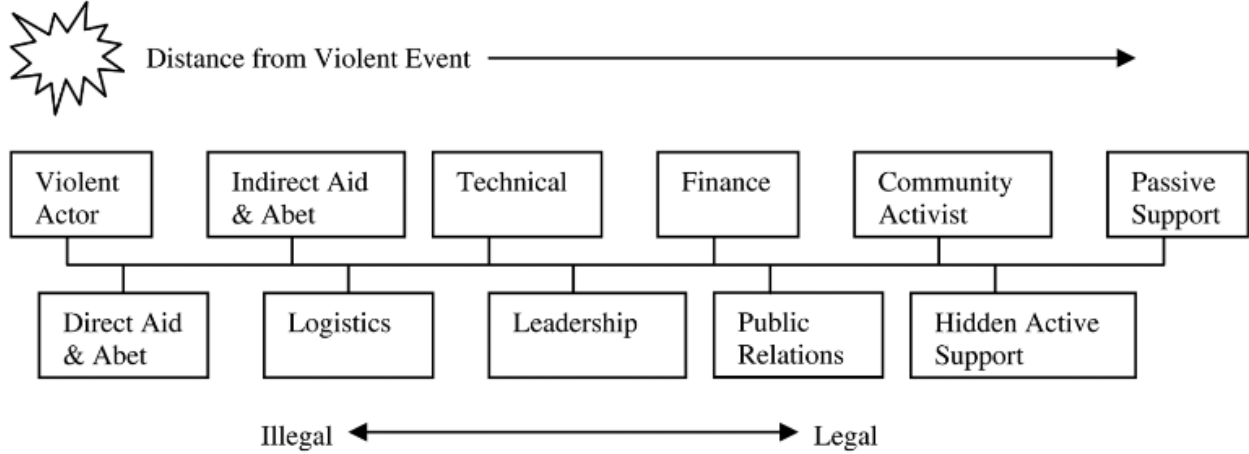 Distance from Violent Event
Violent
Actor
Indirect Aid
& Abet
Technical
Finance
Community
Activist
Passive
Support
Direct Aid
& Abet
Logistics
Leadership
Public
Relations
Hidden Active
Support
Illegal
Legal